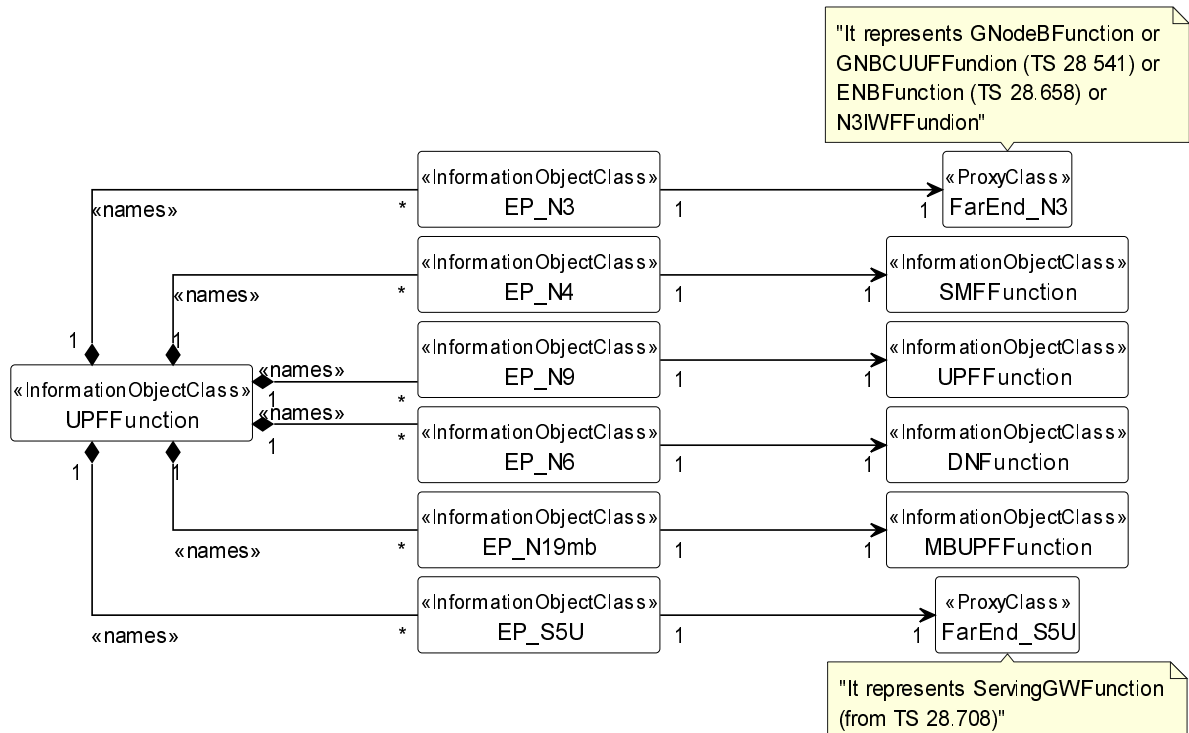 "It represents GNodeBFunction or
GNBCUUFFundion (TS 28 541) or
ENBFunction (TS 28.658) or
N3IWFFundion"
«InformationObjectClass»
EP_N3
«ProxyClass»
FarEnd_N3
«names»
*
1
1
«InformationObjectClass»
EP_N4
«InformationObjectClass»
SMFFunction
«names»
*
1
1
1
1
«InformationObjectClass»
EP_N9
«InformationObjectClass»
UPFFunction
«InformationObjectClass»
UPFFunction
«names»
1
*
1
1
«names»
1
*
«InformationObjectClass»
EP_N6
«InformationObjectClass»
DNFunction
1
1
1
1
«InformationObjectClass»
EP_N19mb
«InformationObjectClass»
MBUPFFunction
«names»
*
1
1
«InformationObjectClass»
EP_S5U
«ProxyClass»
FarEnd_S5U
«names»
*
1
1
"It represents ServingGWFunction
(from TS 28.708)"